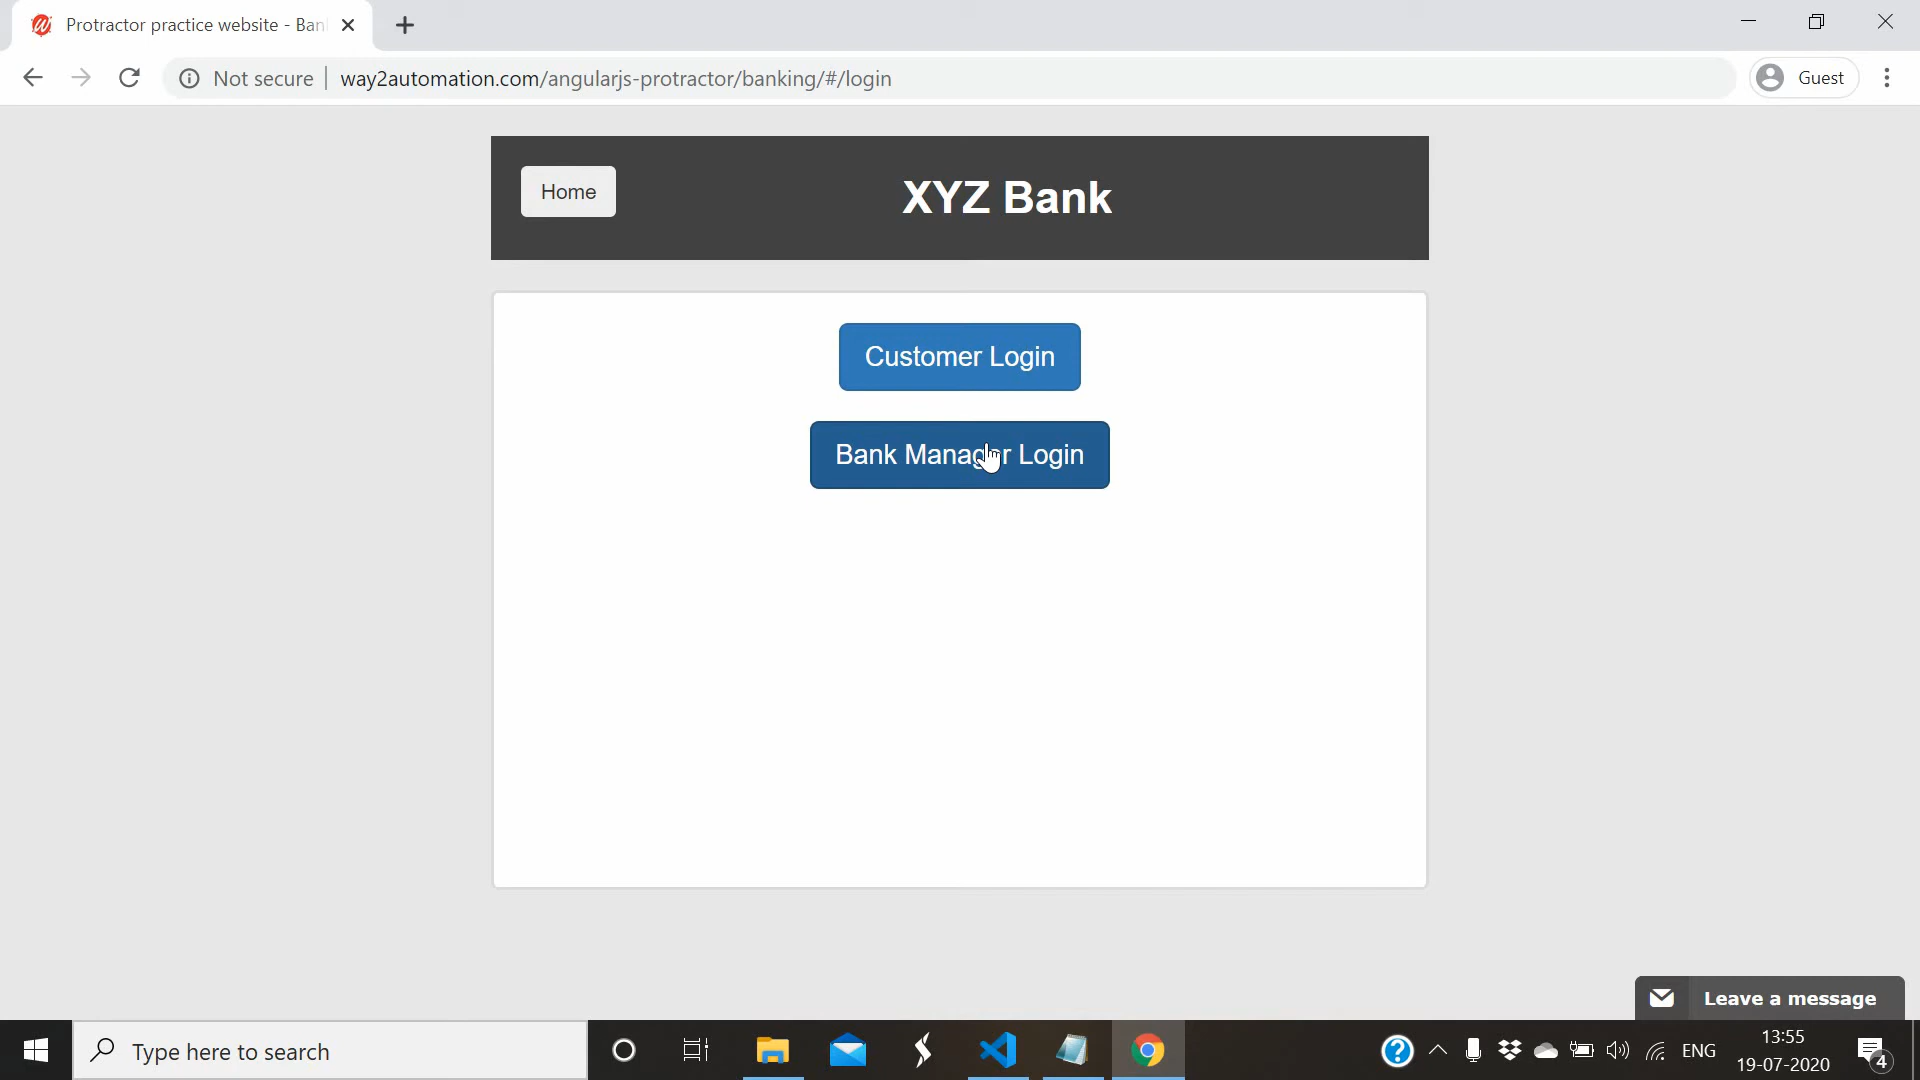 Protractor practice website - Ban
Not secure
way2automation.com/angularjs-protractor/banking/#/login
Guest
Home
XYZ Bank
Customer Login
Bank Manager Login
Leave a message
Type here to search
ENG
13:55
19-07-2020
4